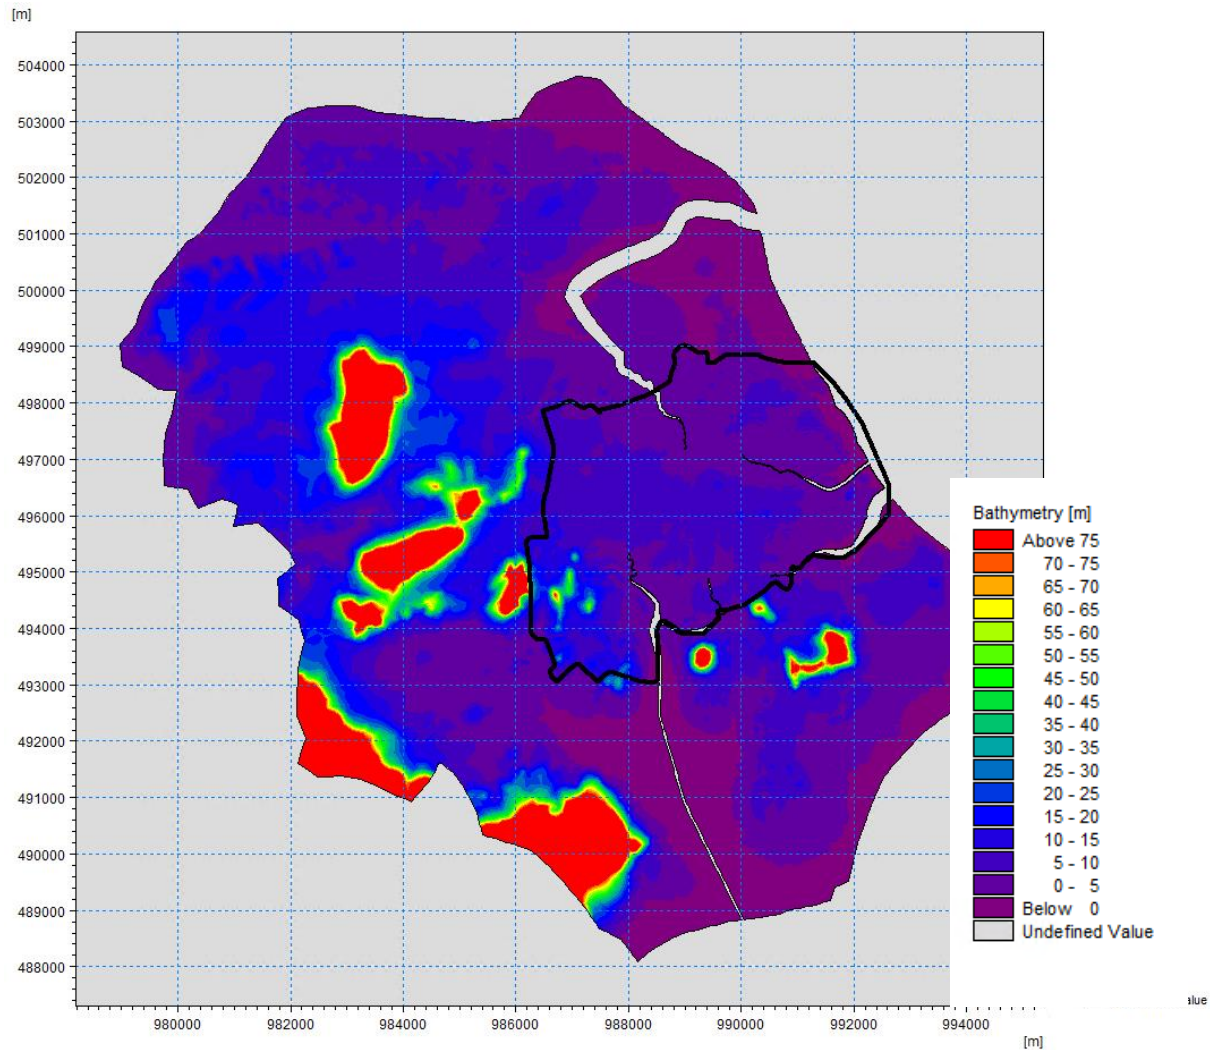 [m]
504000
503000
502000
501000
500000
499000
498000
497000
496000
495000
494000
493000
492000
491000
490000
489000
488000
Bathymetry [m]
Above 75
70 - 75
65 - 70
60 - 65
55 - 60
50 - 55
45 - 50
40 - 45
35 - 40
30 - 35
25 - 30
20 - 25
15 - 20
10 - 15
5 - 10
0 - 5
Below 0
Undefined Value
alue
980000 982000 984000 986000 988000 990000 992000 994000
[m]